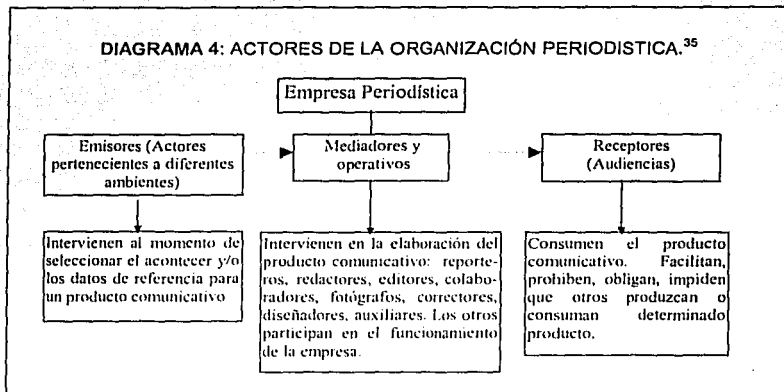 DIAGRAMA 4: ACTORES DE LA ORGANIZACIÓN PERIODISTICA.35
Empresa Periodística
Emisores (Actores
pertenecientes a diferentes
ambientes)
Mediadores y
operativos
Receptores
(Audiencias)
Intervienen al momento de
seleccionar el acontecer y/o
los datos de referencia para
un producto comunicativo
Intervienen en la elaboración del
producto comunicativo: reporte-
ros, redactores, editores, colabo-
radores, fotógrafos, correctores,
diseñadores, auxiliares. Los otros
participan en el funcionamiento
de la empresa.
Consumen el producto
comunicativo. Facilitan,
prohiben, obligan, impiden
que otros produzcan o
consuman determinado
producto.